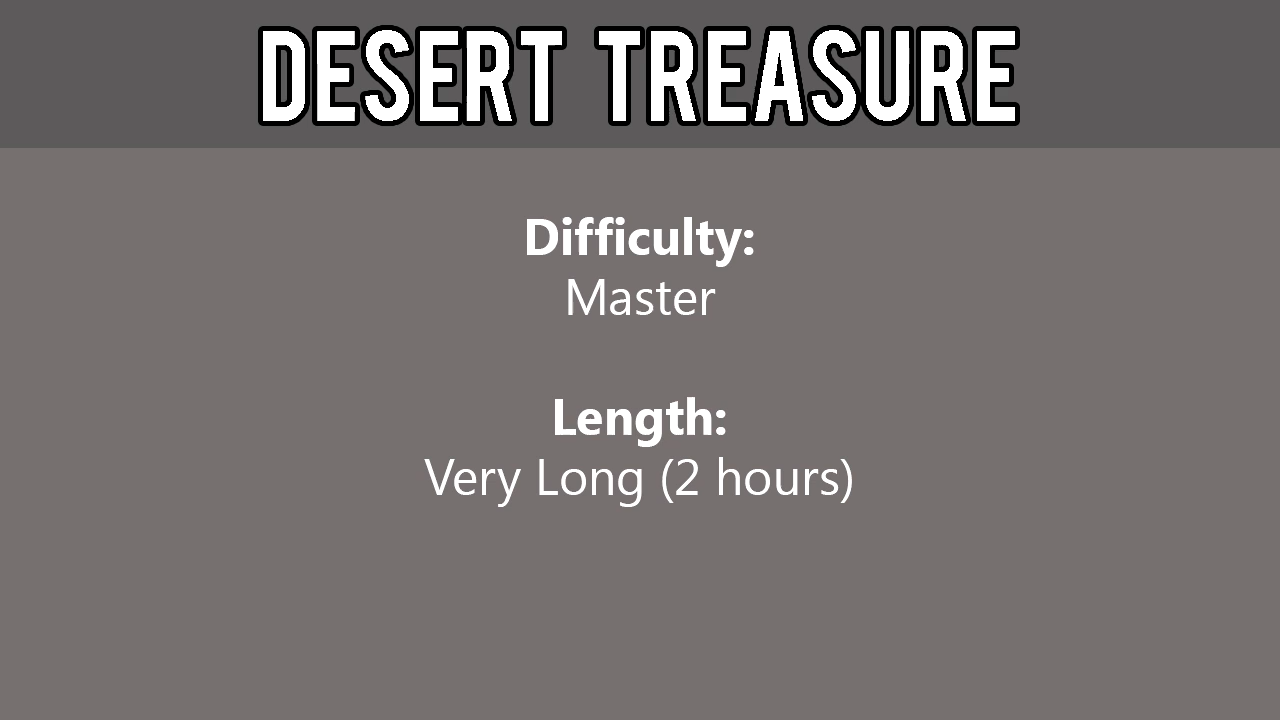 DESERT TREASURE
Difficulty:
Master
Length:
Very Long (2 hours)